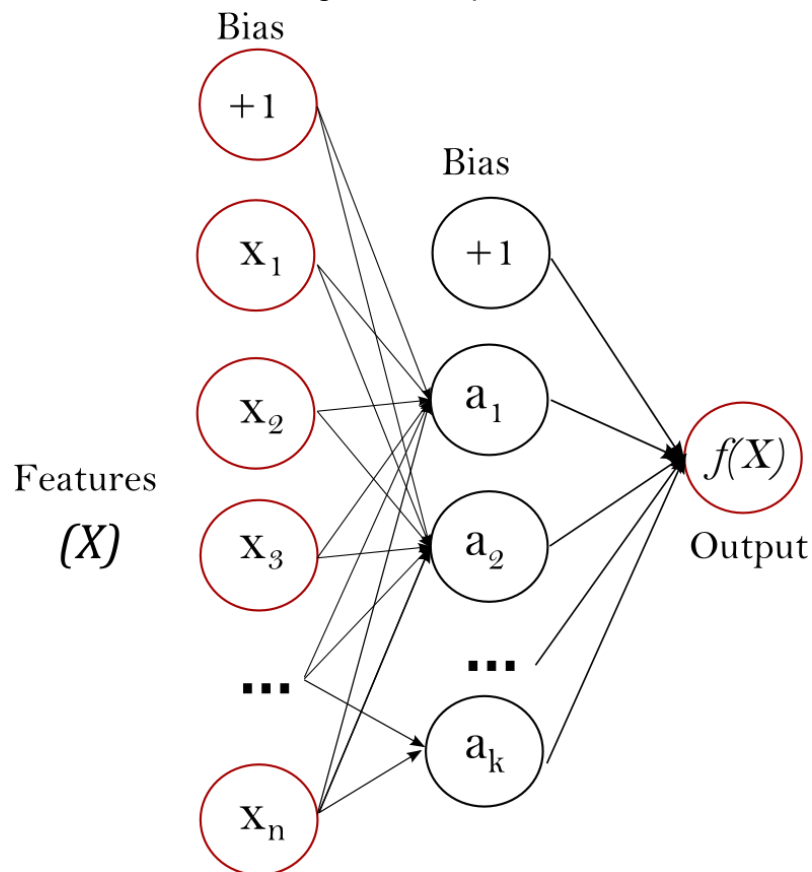 Bias
+1
x₁
x₂
x₃
...
xₙ
Features
(X)
Bias
+1
a₁
a₂
...
aₖ
f(X)
Output